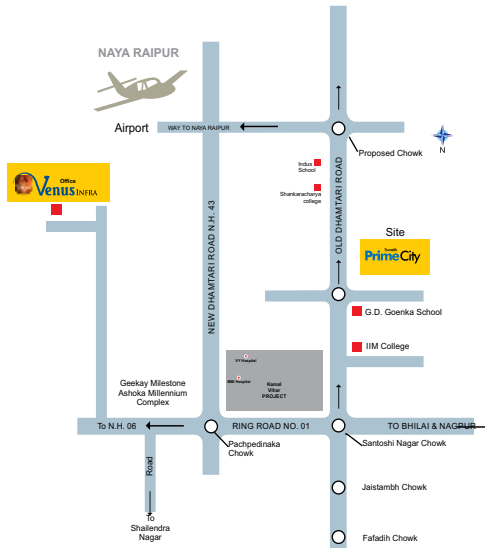 NAYA RAIPUR
Airport
WAY TO NAYA RAIPUR
Proposed Chowk
N
Indus
School
Shankaracharya
college
Office
Venus INFRA
NEW DHAMTARI ROAD N.H. 43
OLD DHAMTARI ROAD
Site
Prime City
G.D. Goenka School
IIM College
Kamal
Vihar
PROJECT
Geekay Milestone
Ashoka Millennium
Complex
To N.H. 06
RING ROAD NO. 01
TO BHILAI & NAGPUR
Pachpedinaka
Chowk
Santoshi Nagar Chowk
Road
To
Shailendra
Nagar
Jaistambh Chowk
Fafadih Chowk